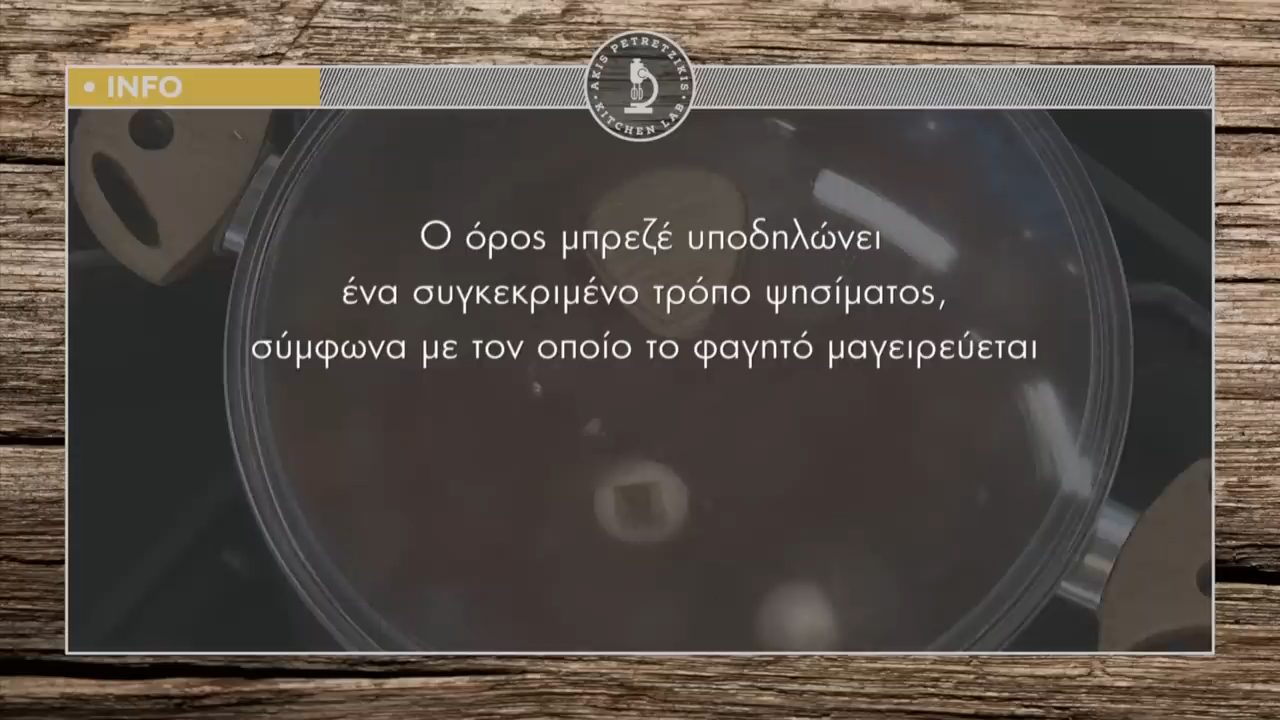 • INFO
AKIS PETRETZIKIS
• KITCHEN LAB •
Ο όρος μπρεζέ υποδηλώνει
ένα συγκεκριμένο τρόπο ψησίματος,
σύμφωνα με τον οποίο το φαγητό μαγειρεύεται